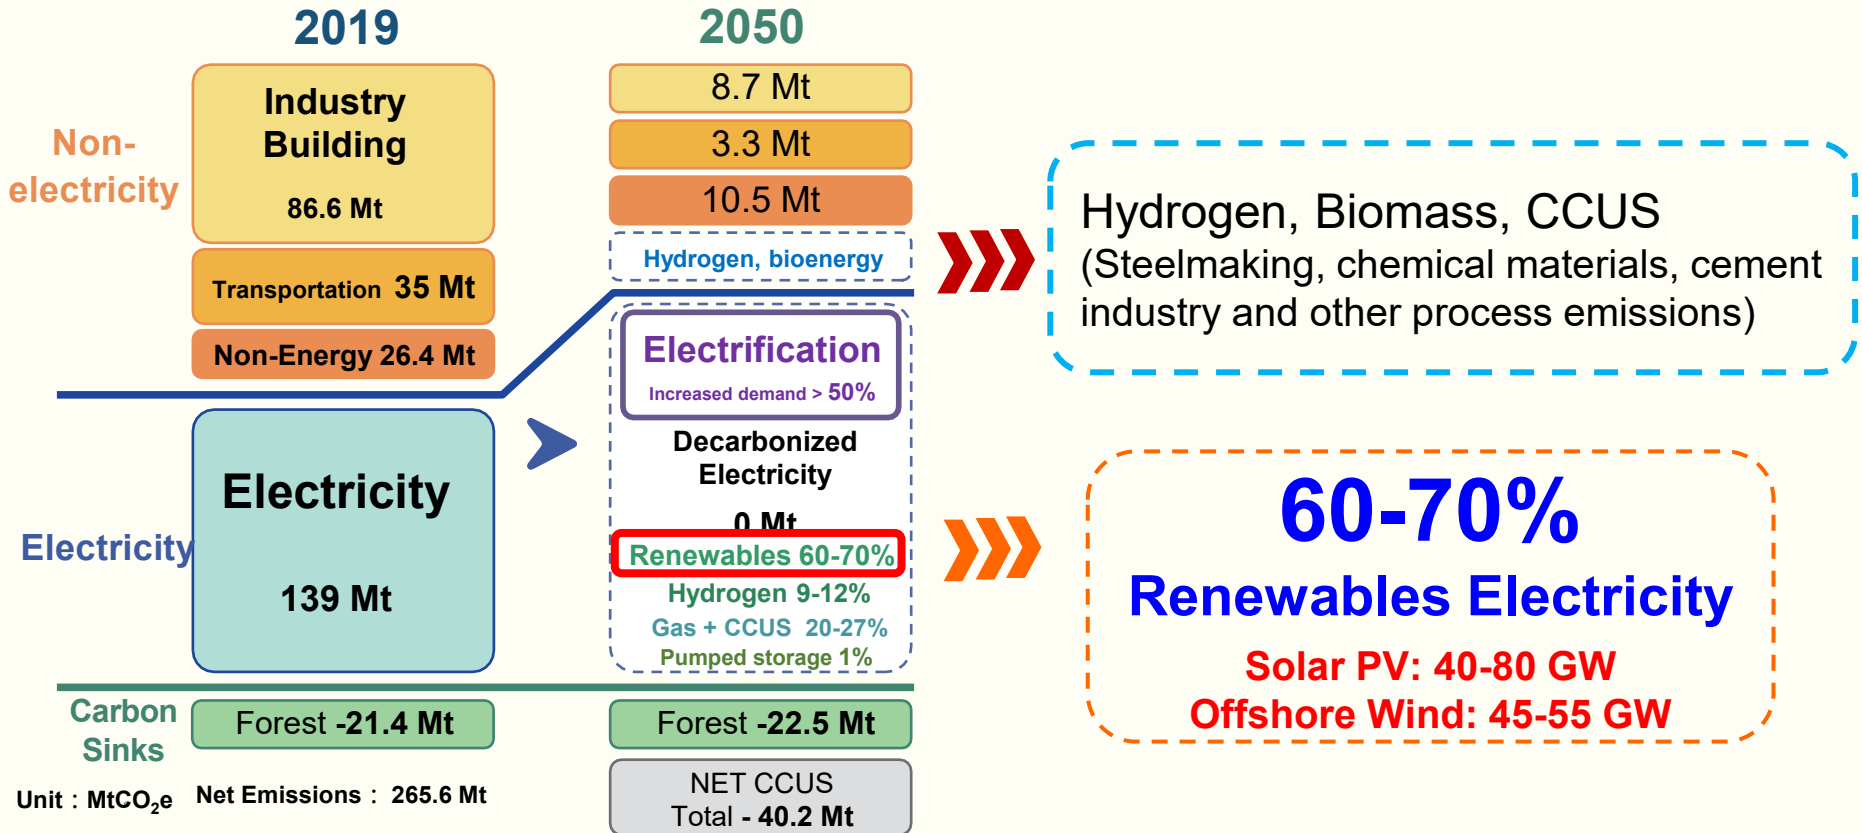 2019
2050
Non-
electricity
Industry
Building
86.6 Mt
Transportation 35 Mt
Non-Energy 26.4 Mt
8.7 Mt
3.3 Mt
10.5 Mt
Hydrogen, bioenergy
Hydrogen, Biomass, CCUS
(Steelmaking, chemical materials, cement
industry and other process emissions)
Electricity
Electricity
139 Mt
Electrification
Increased demand > 50%
Decarbonized
Electricity
0 Mt
Renewables 60-70%
Hydrogen 9-12%
Gas + CCUS 20-27%
Pumped storage 1%
60-70%
Renewables Electricity
Solar PV: 40-80 GW
Offshore Wind: 45-55 GW
Carbon
Sinks
Forest -21.4 Mt
Forest -22.5 Mt
Unit : MtCO₂e
Net Emissions : 265.6 Mt
NET CCUS
Total - 40.2 Mt